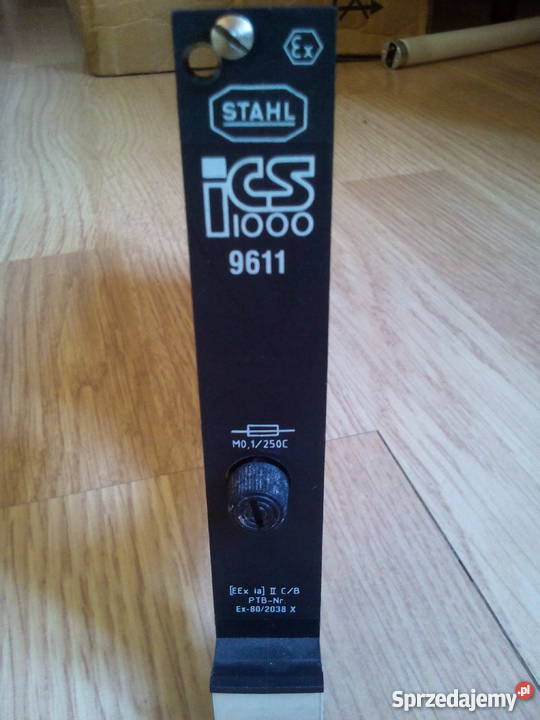 Ex
STAHL
iCS
1000
9611
M0,1/250C
[EEx ia] II C/B
PTB-Nr
Ex-80/2038 X
Sprzedajemy.pl